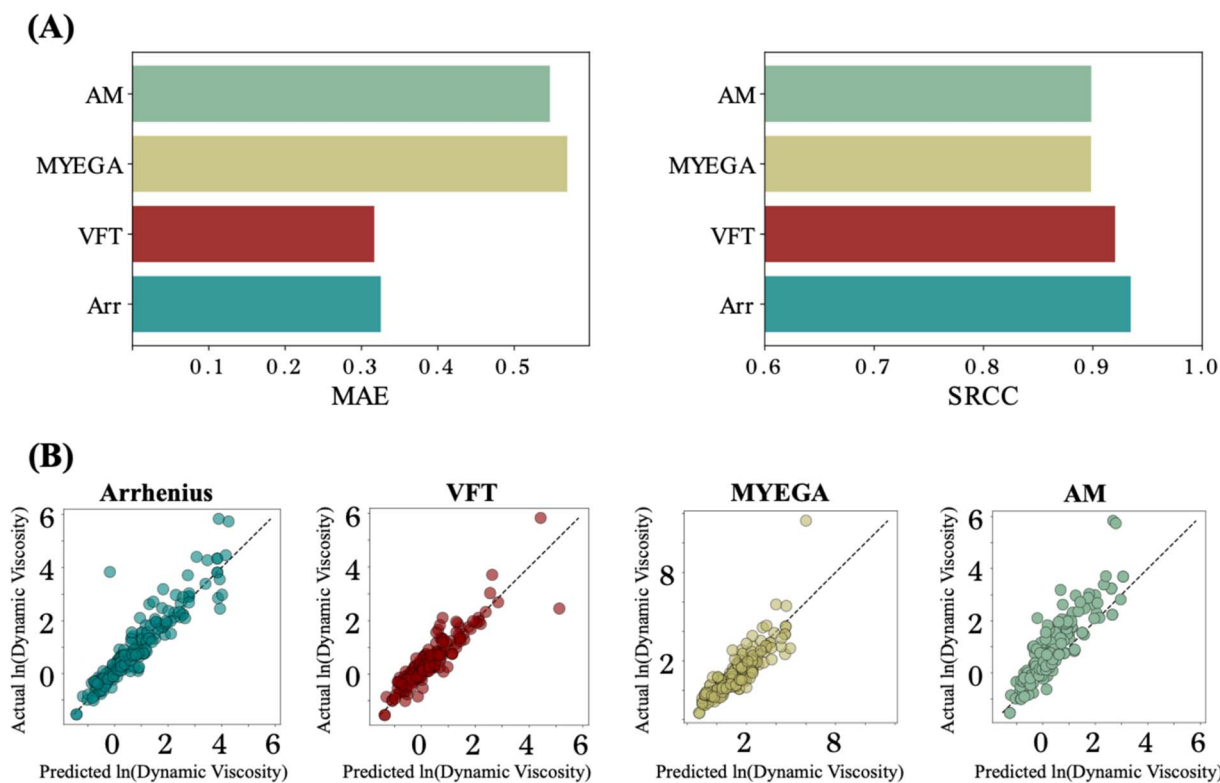 (A)
AM
MYEGA
VFT
Arr
0.1 0.2 0.3 0.4 0.5
MAE
AM
MYEGA
VFT
Arr
0.6 0.7 0.8 0.9 1.0
SRCC
(B)
Arrhenius
Actual ln(Dynamic Viscosity)
6
4
2
0
0 2 4 6
Predicted ln(Dynamic Viscosity)
VFT
Actual ln(Dynamic Viscosity)
6
4
2
0
0 2 4 6
Predicted ln(Dynamic Viscosity)
MYEGA
Actual ln(Dynamic Viscosity)
8
2
2 8
Predicted ln(Dynamic Viscosity)
AM
Actual ln(Dynamic Viscosity)
6
4
2
0
0 2 4 6
Predicted ln(Dynamic Viscosity)